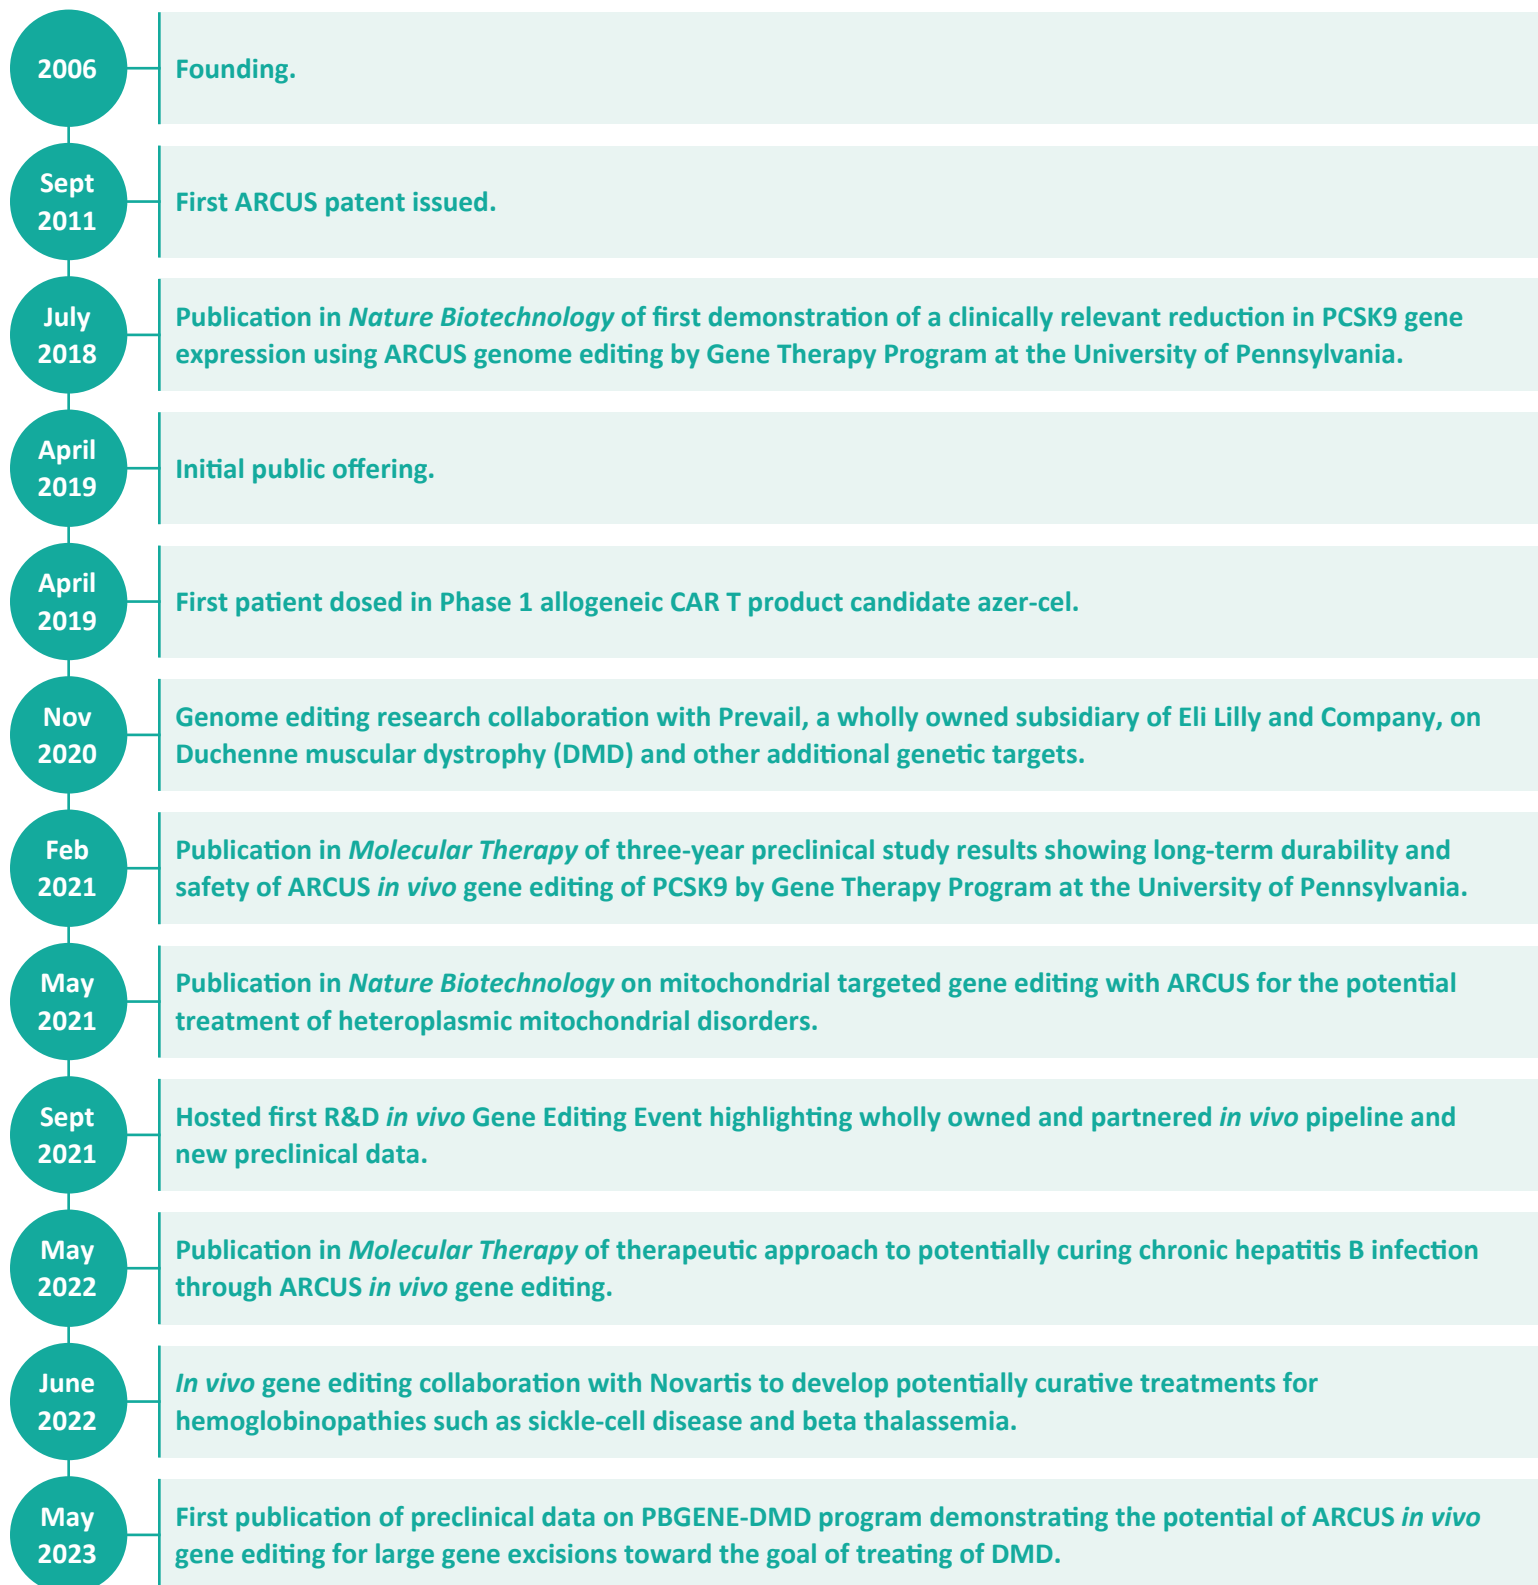 2006
Founding.
Sept
2011
First ARCUS patent issued.
July
2018
Publication in Nature Biotechnology of first demonstration of a clinically relevant reduction in PCSK9 gene
expression using ARCUS genome editing by Gene Therapy Program at the University of Pennsylvania.
April
2019
Initial public offering.
April
2019
First patient dosed in Phase 1 allogeneic CAR T product candidate azer-cel.
Nov
2020
Genome editing research collaboration with Prevail, a wholly owned subsidiary of Eli Lilly and Company, on
Duchenne muscular dystrophy (DMD) and other additional genetic targets.
Feb
2021
Publication in Molecular Therapy of three-year preclinical study results showing long-term durability and
safety of ARCUS in vivo gene editing of PCSK9 by Gene Therapy Program at the University of Pennsylvania.
May
2021
Publication in Nature Biotechnology on mitochondrial targeted gene editing with ARCUS for the potential
treatment of heteroplasmic mitochondrial disorders.
Sept
2021
Hosted first R&D in vivo Gene Editing Event highlighting wholly owned and partnered in vivo pipeline and
new preclinical data.
May
2022
Publication in Molecular Therapy of therapeutic approach to potentially curing chronic hepatitis B infection
through ARCUS in vivo gene editing.
June
2022
In vivo gene editing collaboration with Novartis to develop potentially curative treatments for
hemoglobinopathies such as sickle-cell disease and beta thalassemia.
May
2023
First publication of preclinical data on PBGENE-DMD program demonstrating the potential of ARCUS in vivo
gene editing for large gene excisions toward the goal of treating of DMD.